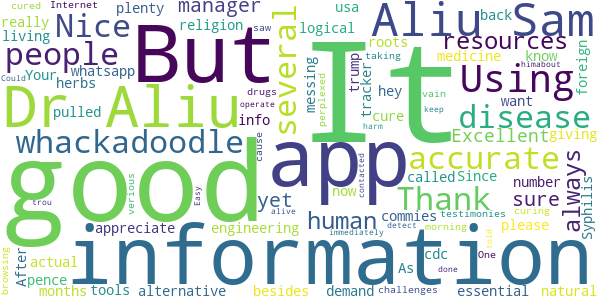 cured Internet plenty manager
really Nice saw religion
living people Your whatsapp
herbs
But
Aliu Sam
several messing
logical usa back
hey
trump
tracker
taking
perplexed
roots
medicine know
resources
foreign
himabout
Could
Dr Aliu
pulled
drugs
info
It
Using
cure vain
want
operate
keep
disease
whackadoodle
cause
yet
harm
Excellent giving
good
app
accurate
always
Syphilis
called Since
now
Thank
number sure
trou
verious
Easy
appreciate
human commies
contacted
testimonies
curing
please
After
engineering
alive
cdc
detect
morning
told
One
actual
pence
information
As
immediately
done
challenges
browsing
months tools alternative
besides demand essential natural